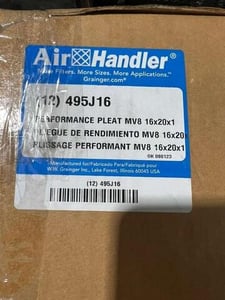 Air Handler
More Filters. More Sizes. More Applications.™
Grainger.com®
(12) 495J16
PERFORMANCE PLEAT MV8 16x20x1
PLIEGUE DE RENDIMIENTO MV8 16x20x1
PLISSAGE PERFORMANT MV8 16x20x1
Manufactured for/Fabricado Para/Fabriqué pour
W.W. Grainger Inc., Lake Forest, Illinois 60045 USA
(12) 495J16